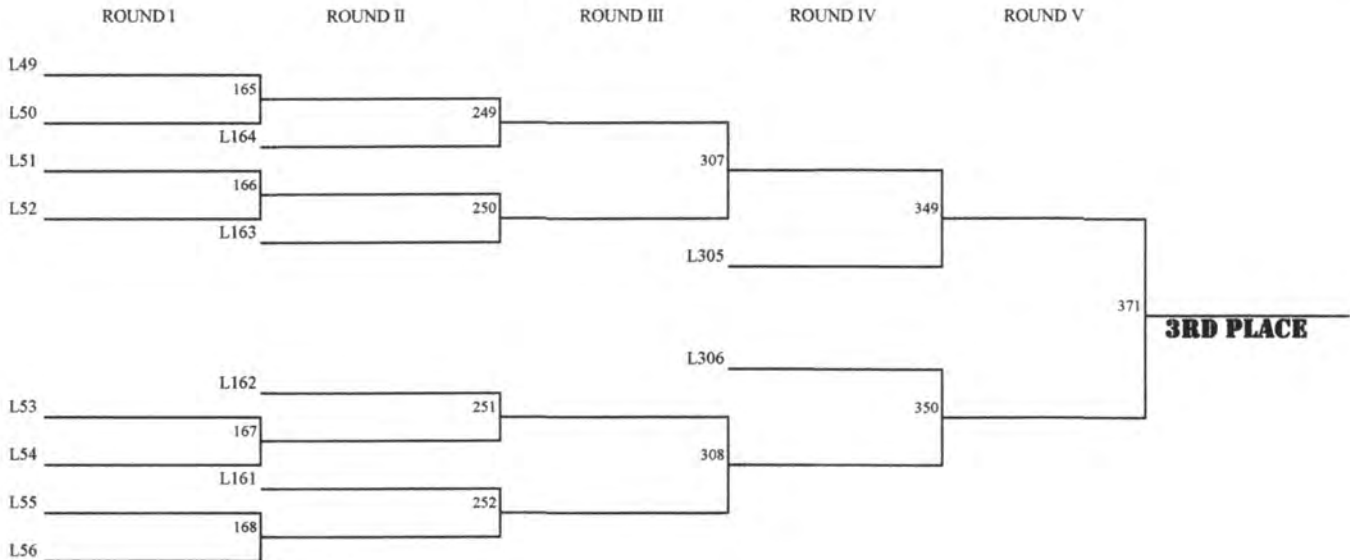 ROUND I ROUND II ROUND III ROUND IV ROUND V
L49
165
L50
249
L164
L51
307
166
L52
250
349
L163
L305
371
3RD PLACE
L306
L162
L53
251
350
167
L54
308
L161
L55
252
168
L56